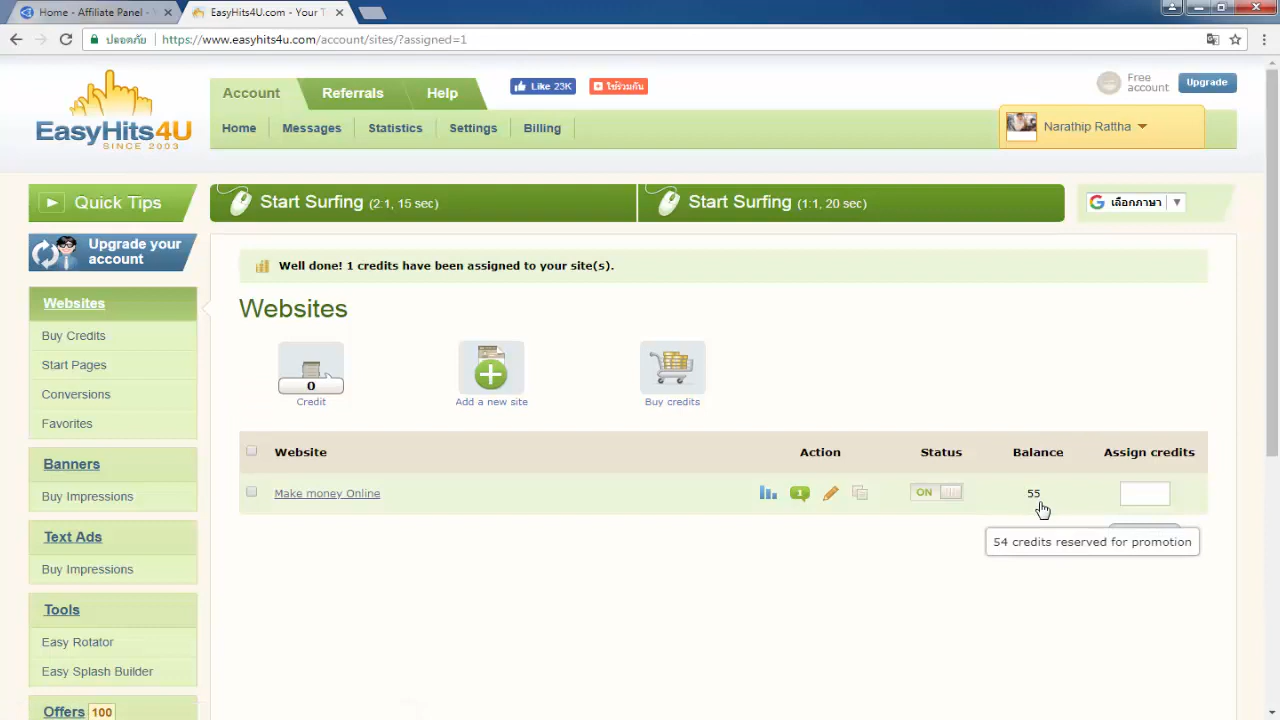 Home - Affiliate Panel -
EasyHits4U.com - Your T
ปลอดภัย
https://www.easyhits4u.com/account/sites/?assigned=1
EasyHits4U
SINCE 2003
Account
Referrals
Help
Like 23K
ใช้ร่วมกัน
Free account
Upgrade
Home
Messages
Statistics
Settings
Billing
Narathip Rattha
Quick Tips
Start Surfing (2:1, 15 sec)
Start Surfing (1:1, 20 sec)
เลือกภาษา
Upgrade your
account
Well done! 1 credits have been assigned to your site(s).
Websites
Buy Credits
Start Pages
Conversions
Favorites
Banners
Buy Impressions
Text Ads
Buy Impressions
Tools
Easy Rotator
Easy Splash Builder
Offers 100
Websites
0
Credit
Add a new site
Buy credits
Website
Action
Status
Balance
Assign credits
Make money Online
1
ON
55
54 credits reserved for promotion